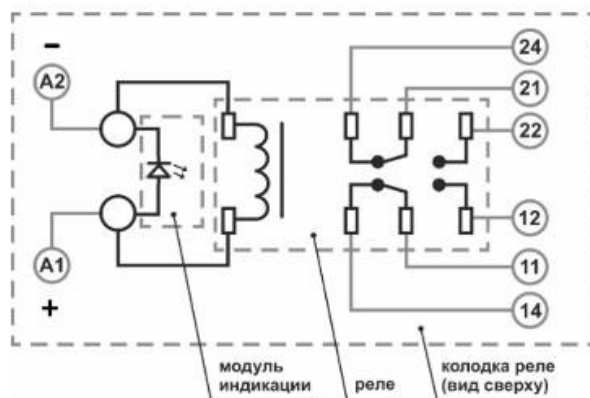 −
24
A2
21
22
12
A1
11
+
14
модуль
индикации
реле
колодка реле
(вид сверху)